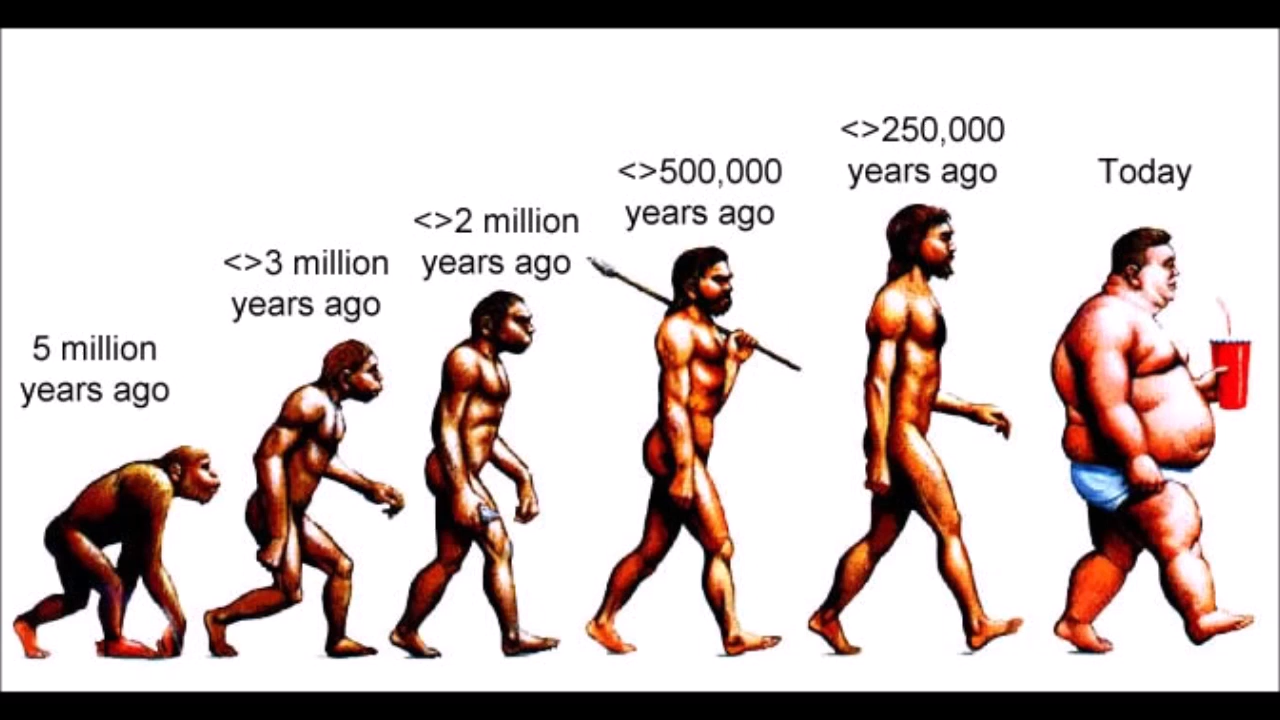 5 million
years ago
<>3 million
years ago
<>2 million
years ago
<>500,000
years ago
<>250,000
years ago
Today